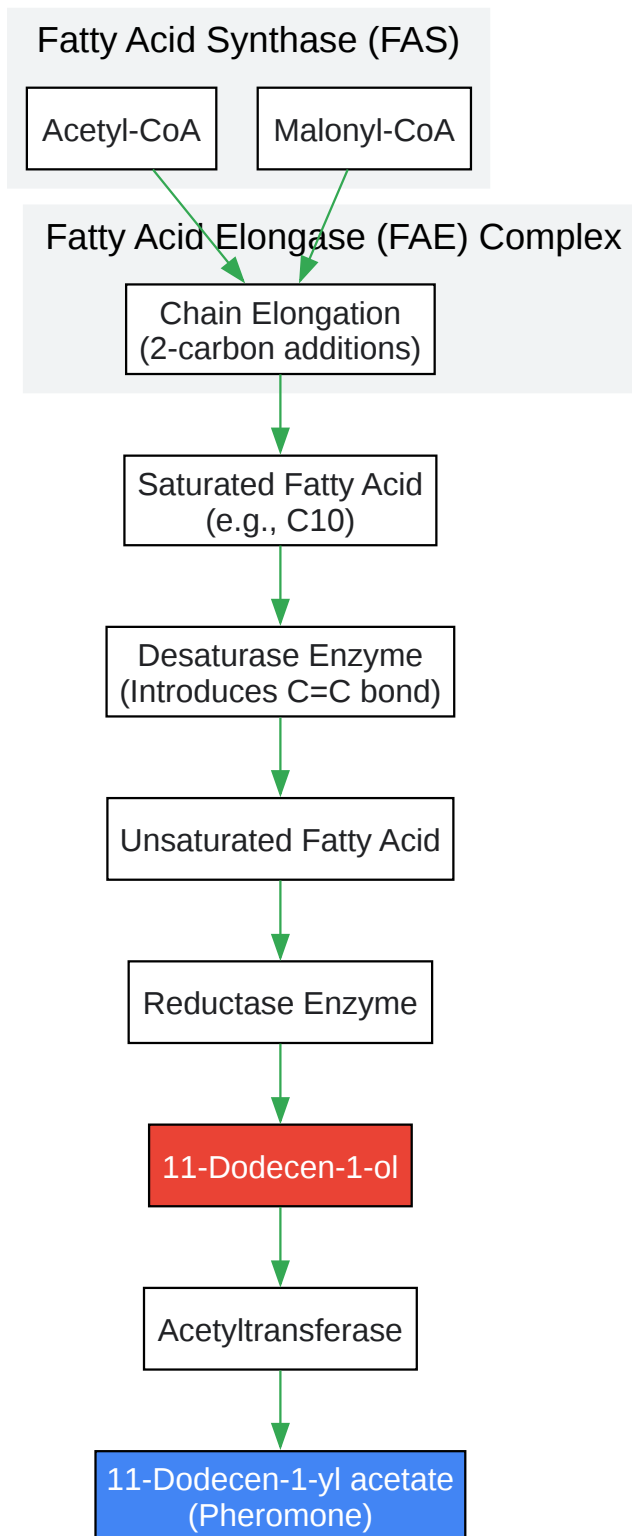 Fatty Acid Synthase (FAS)
Acetyl-CoA
Malonyl-CoA
Fatty Acid Elongase (FAE) Complex
Chain Elongation
(2-carbon additions)
Saturated Fatty Acid
(e.g., C10)
Desaturase Enzyme
(Introduces C=C bond)
Unsaturated Fatty Acid
Reductase Enzyme
11-Dodecen-1-ol
Acetyltransferase
11-Dodecen-1-yl acetate
(Pheromone)